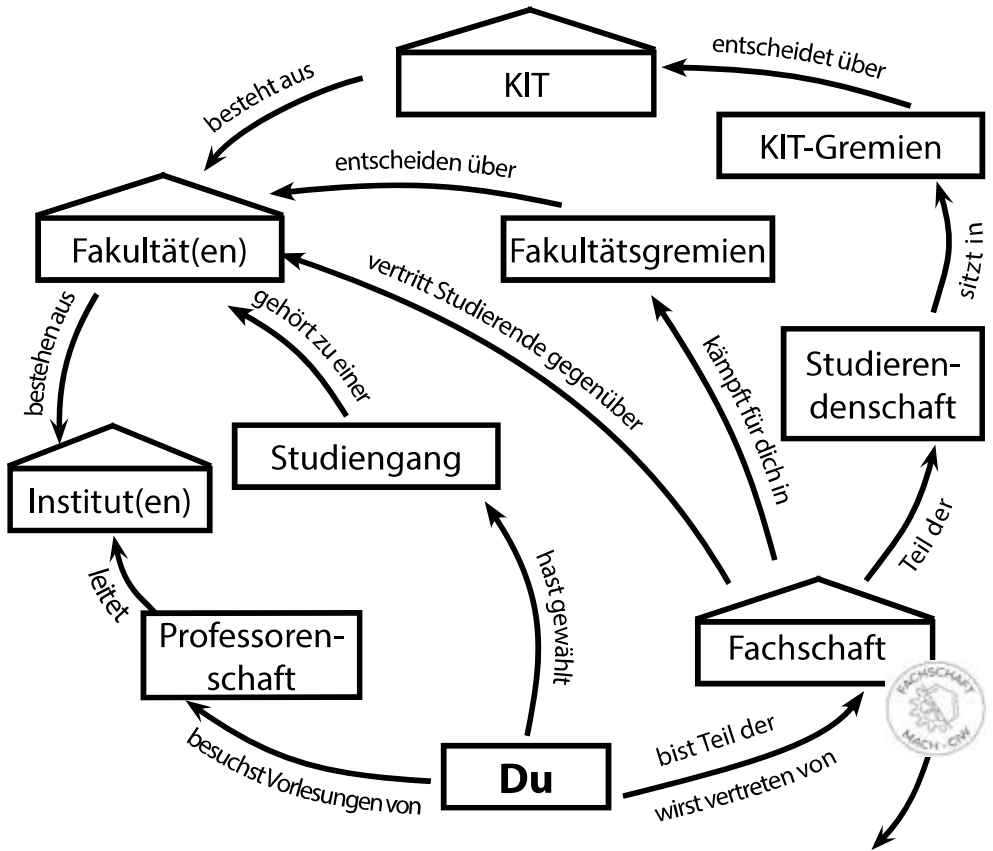 KIT
entscheidet über
besteht aus
KIT-Gremien
entscheiden über
Fakultät(en)
Fakultätsgremien
sitzt in
vertritt Studierende gegenüber
gehört zu einer
bestehen aus
kämpft für dich in
Studieren-
denschaft
Studiengang
Institut(en)
Teil der
leitet
hast gewählt
Professoren-
schaft
Fachschaft
FACHSCHAFT
MACH - CIW
besuchst Vorlesungen von
Du
bist Teil der
wirst vertreten von